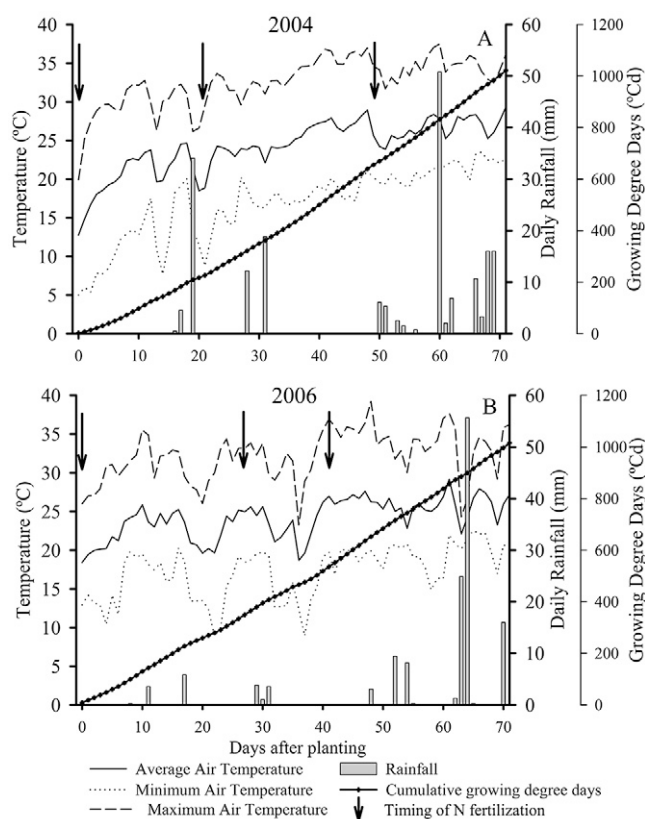 2004
A
40
35
30
25
20
15
10
5
0
Temperature (ºC)
60
50
40
30
20
10
0
Daily Rainfall (mm)
1200
1000
800
600
400
200
0
Growing Degree Days (ºCd)
0 10 20 30 40 50 60 70
2006
B
40
35
30
25
20
15
10
5
0
Temperature (ºC)
60
50
40
30
20
10
0
Daily Rainfall (mm)
1200
1000
800
600
400
200
0
Growing Degree Days (ºCd)
0 10 20 30 40 50 60 70
Days after planting
Average Air Temperature
Rainfall
Minimum Air Temperature
Cumulative growing degree days
Maximum Air Temperature
Timing of N fertilization